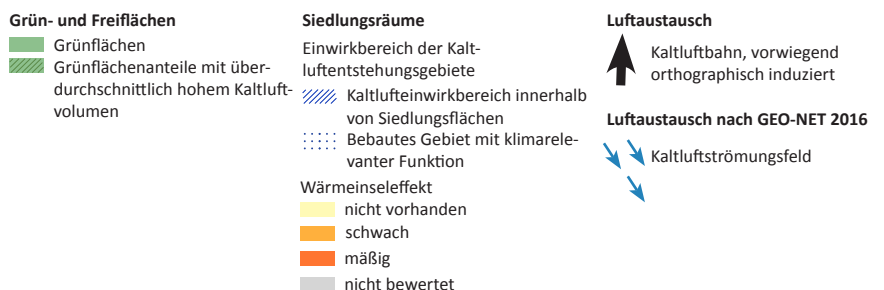 Grün- und Freiflächen
Grünflächen
Grünflächenanteile mit über-
durchschnittlich hohem Kaltluft-
volumen
Siedlungsräume
Einwirkbereich der Kalt-
luftentstehungsgebiete
Kaltlufteinwirkbereich innerhalb
von Siedlungsflächen
Bebautes Gebiet mit klimarele-
vanter Funktion
Wärmeinseleffekt
nicht vorhanden
schwach
mäßig
nicht bewertet
Luftaustausch
Kaltluftbahn, vorwiegend
orthographisch induziert
Luftaustausch nach GEO-NET 2016
Kaltluftströmungsfeld